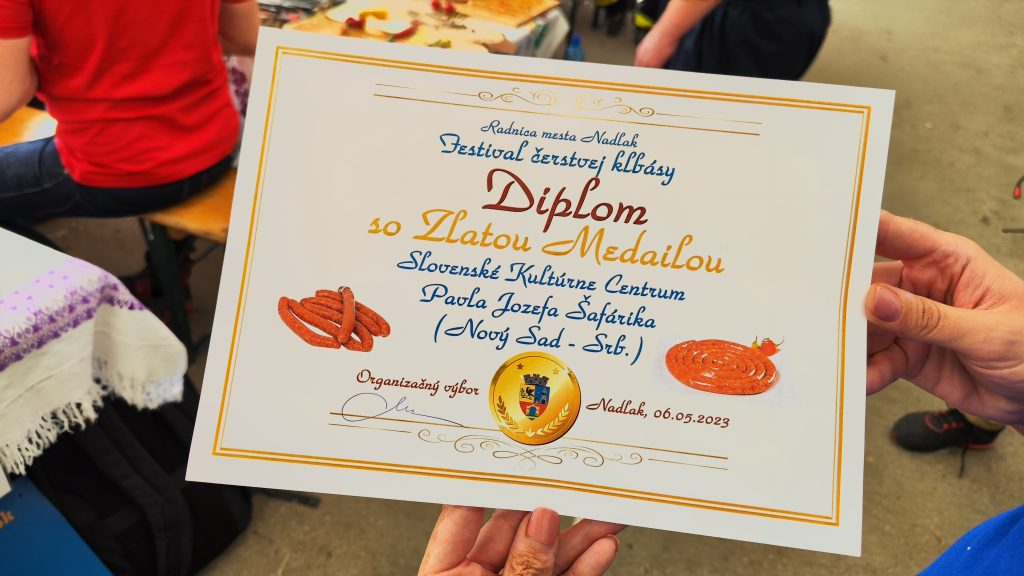 Radnica mesta Nadlak
Festival čerstvej klbásy
Diplom
so Zlatou Medailou
Slovenské Kultúrne Centrum
Pavla Jozefa Šafárika
(Nový Sad - Srb.)
Organizačný výbor
Nadlak, 06.05.2023